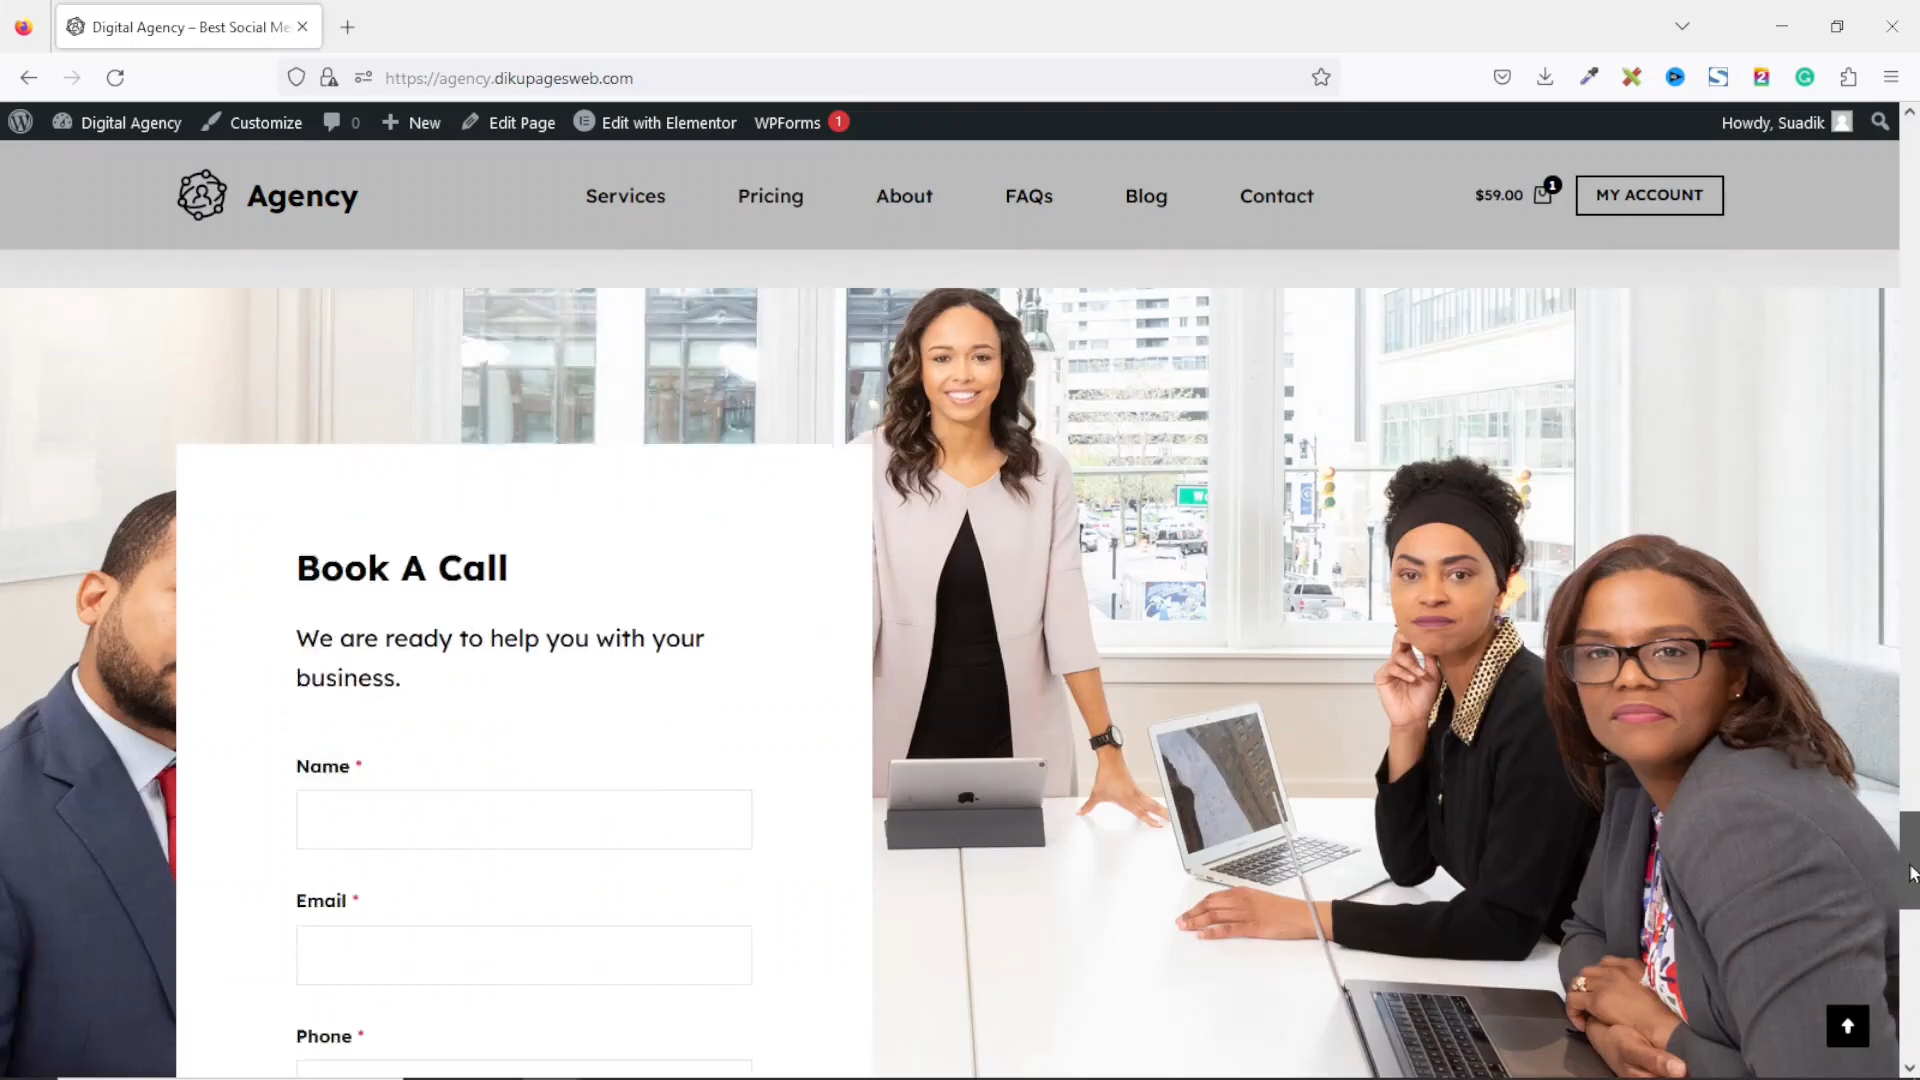 Digital Agency – Best Social Me
https://agency.dikupagesweb.com
Digital Agency Customize 0 New Edit Page Edit with Elementor WPForms 1 Howdy, Suadik
Agency Services Pricing About FAQs Blog Contact $59.00 1 MY ACCOUNT
Book A Call
We are ready to help you with your
business.
Name *
Email *
Phone *